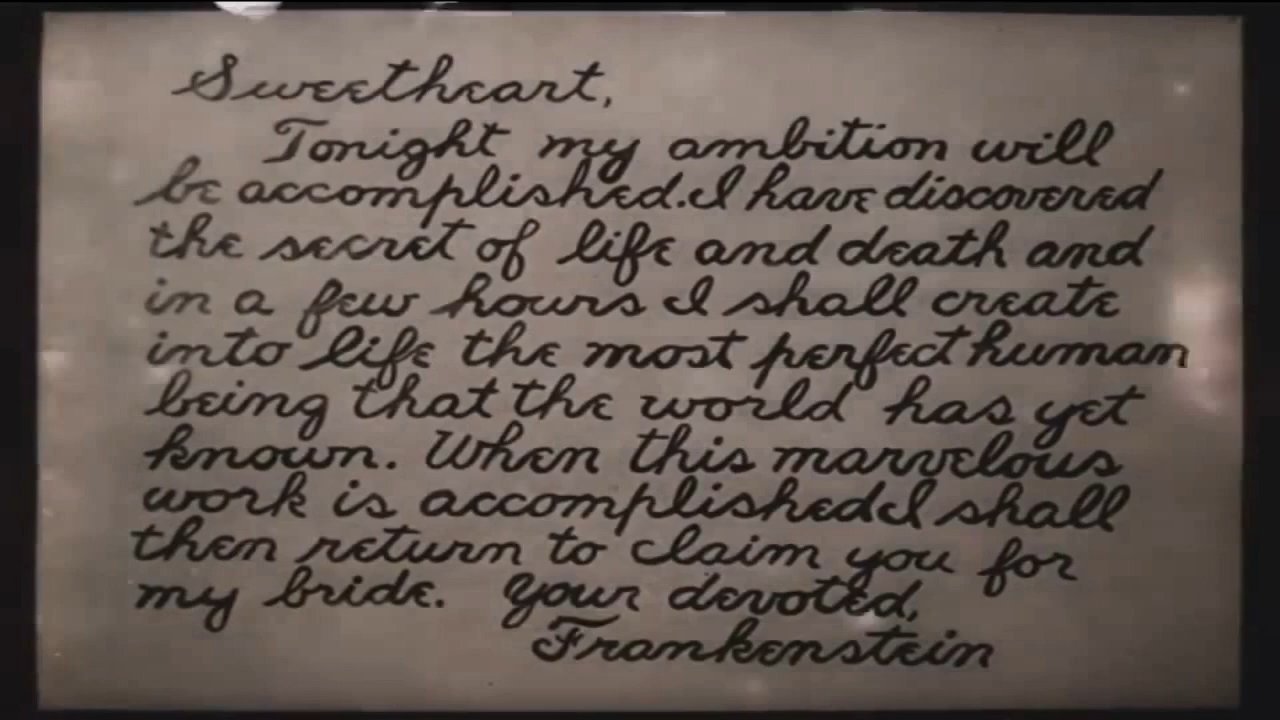 Sweetheart,
Tonight my ambition will
be accomplished. I have discovered
the secret of life and death and
in a few hours I shall create
into life the most perfect human
being that the world has yet
known. When this marvelous
work is accomplished I shall
then return to claim you for
my bride. Your devoted,
Frankenstein